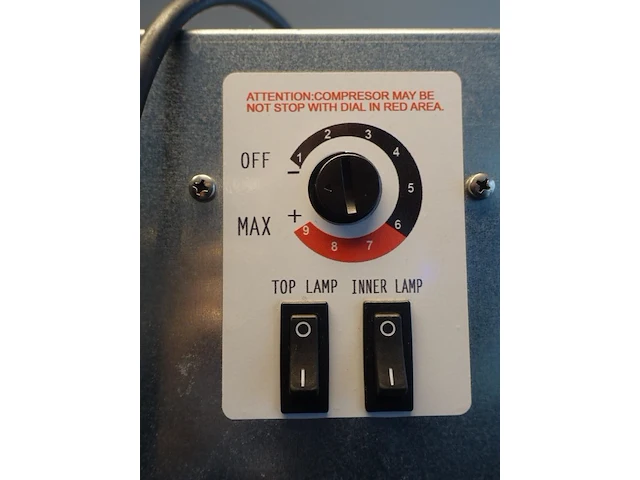 ATTENTION:COMPRESOR MAY BE
NOT STOP WITH DIAL IN RED AREA.
OFF
−
1 2 3 4 5 6 7 8 9
+
MAX
TOP LAMP INNER LAMP
O O
I I